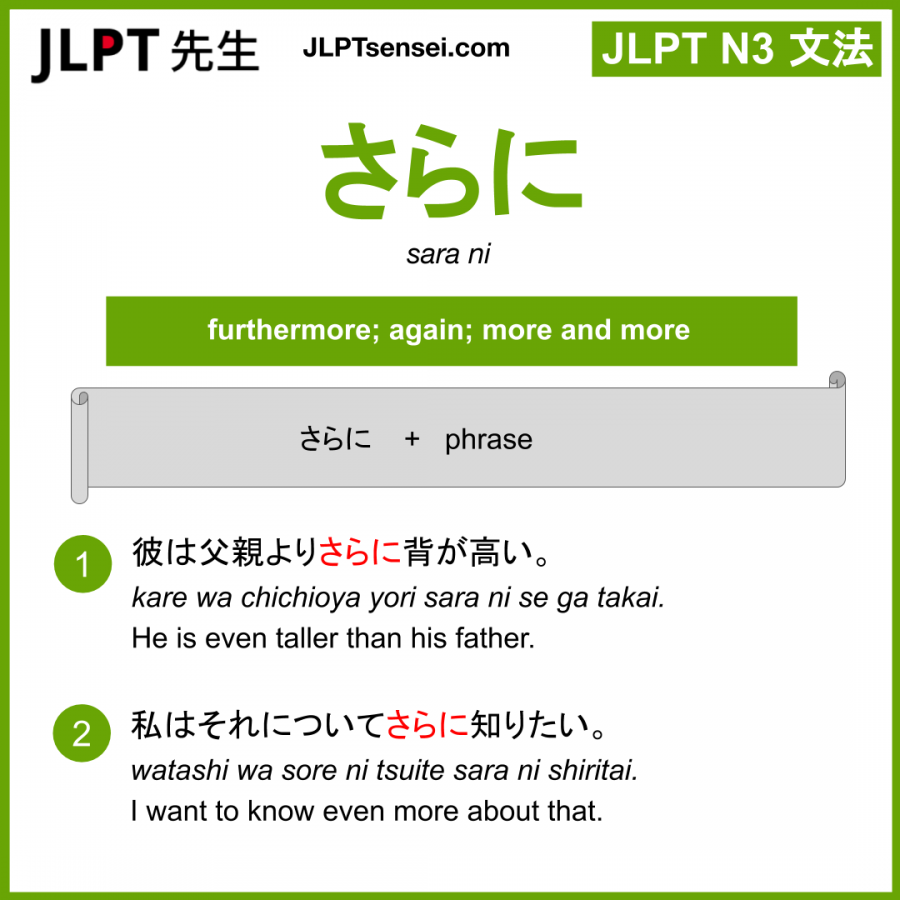 JLPT 先生
JLPTsensei.com
JLPT N3 文法
さらに
sara ni
furthermore; again; more and more
さらに + phrase
1 彼は父親よりさらに背が高い。
kare wa chichioya yori sara ni se ga takai.
He is even taller than his father.
2 私はそれについてさらに知りたい。
watashi wa sore ni tsuite sara ni shiritai.
I want to know even more about that.